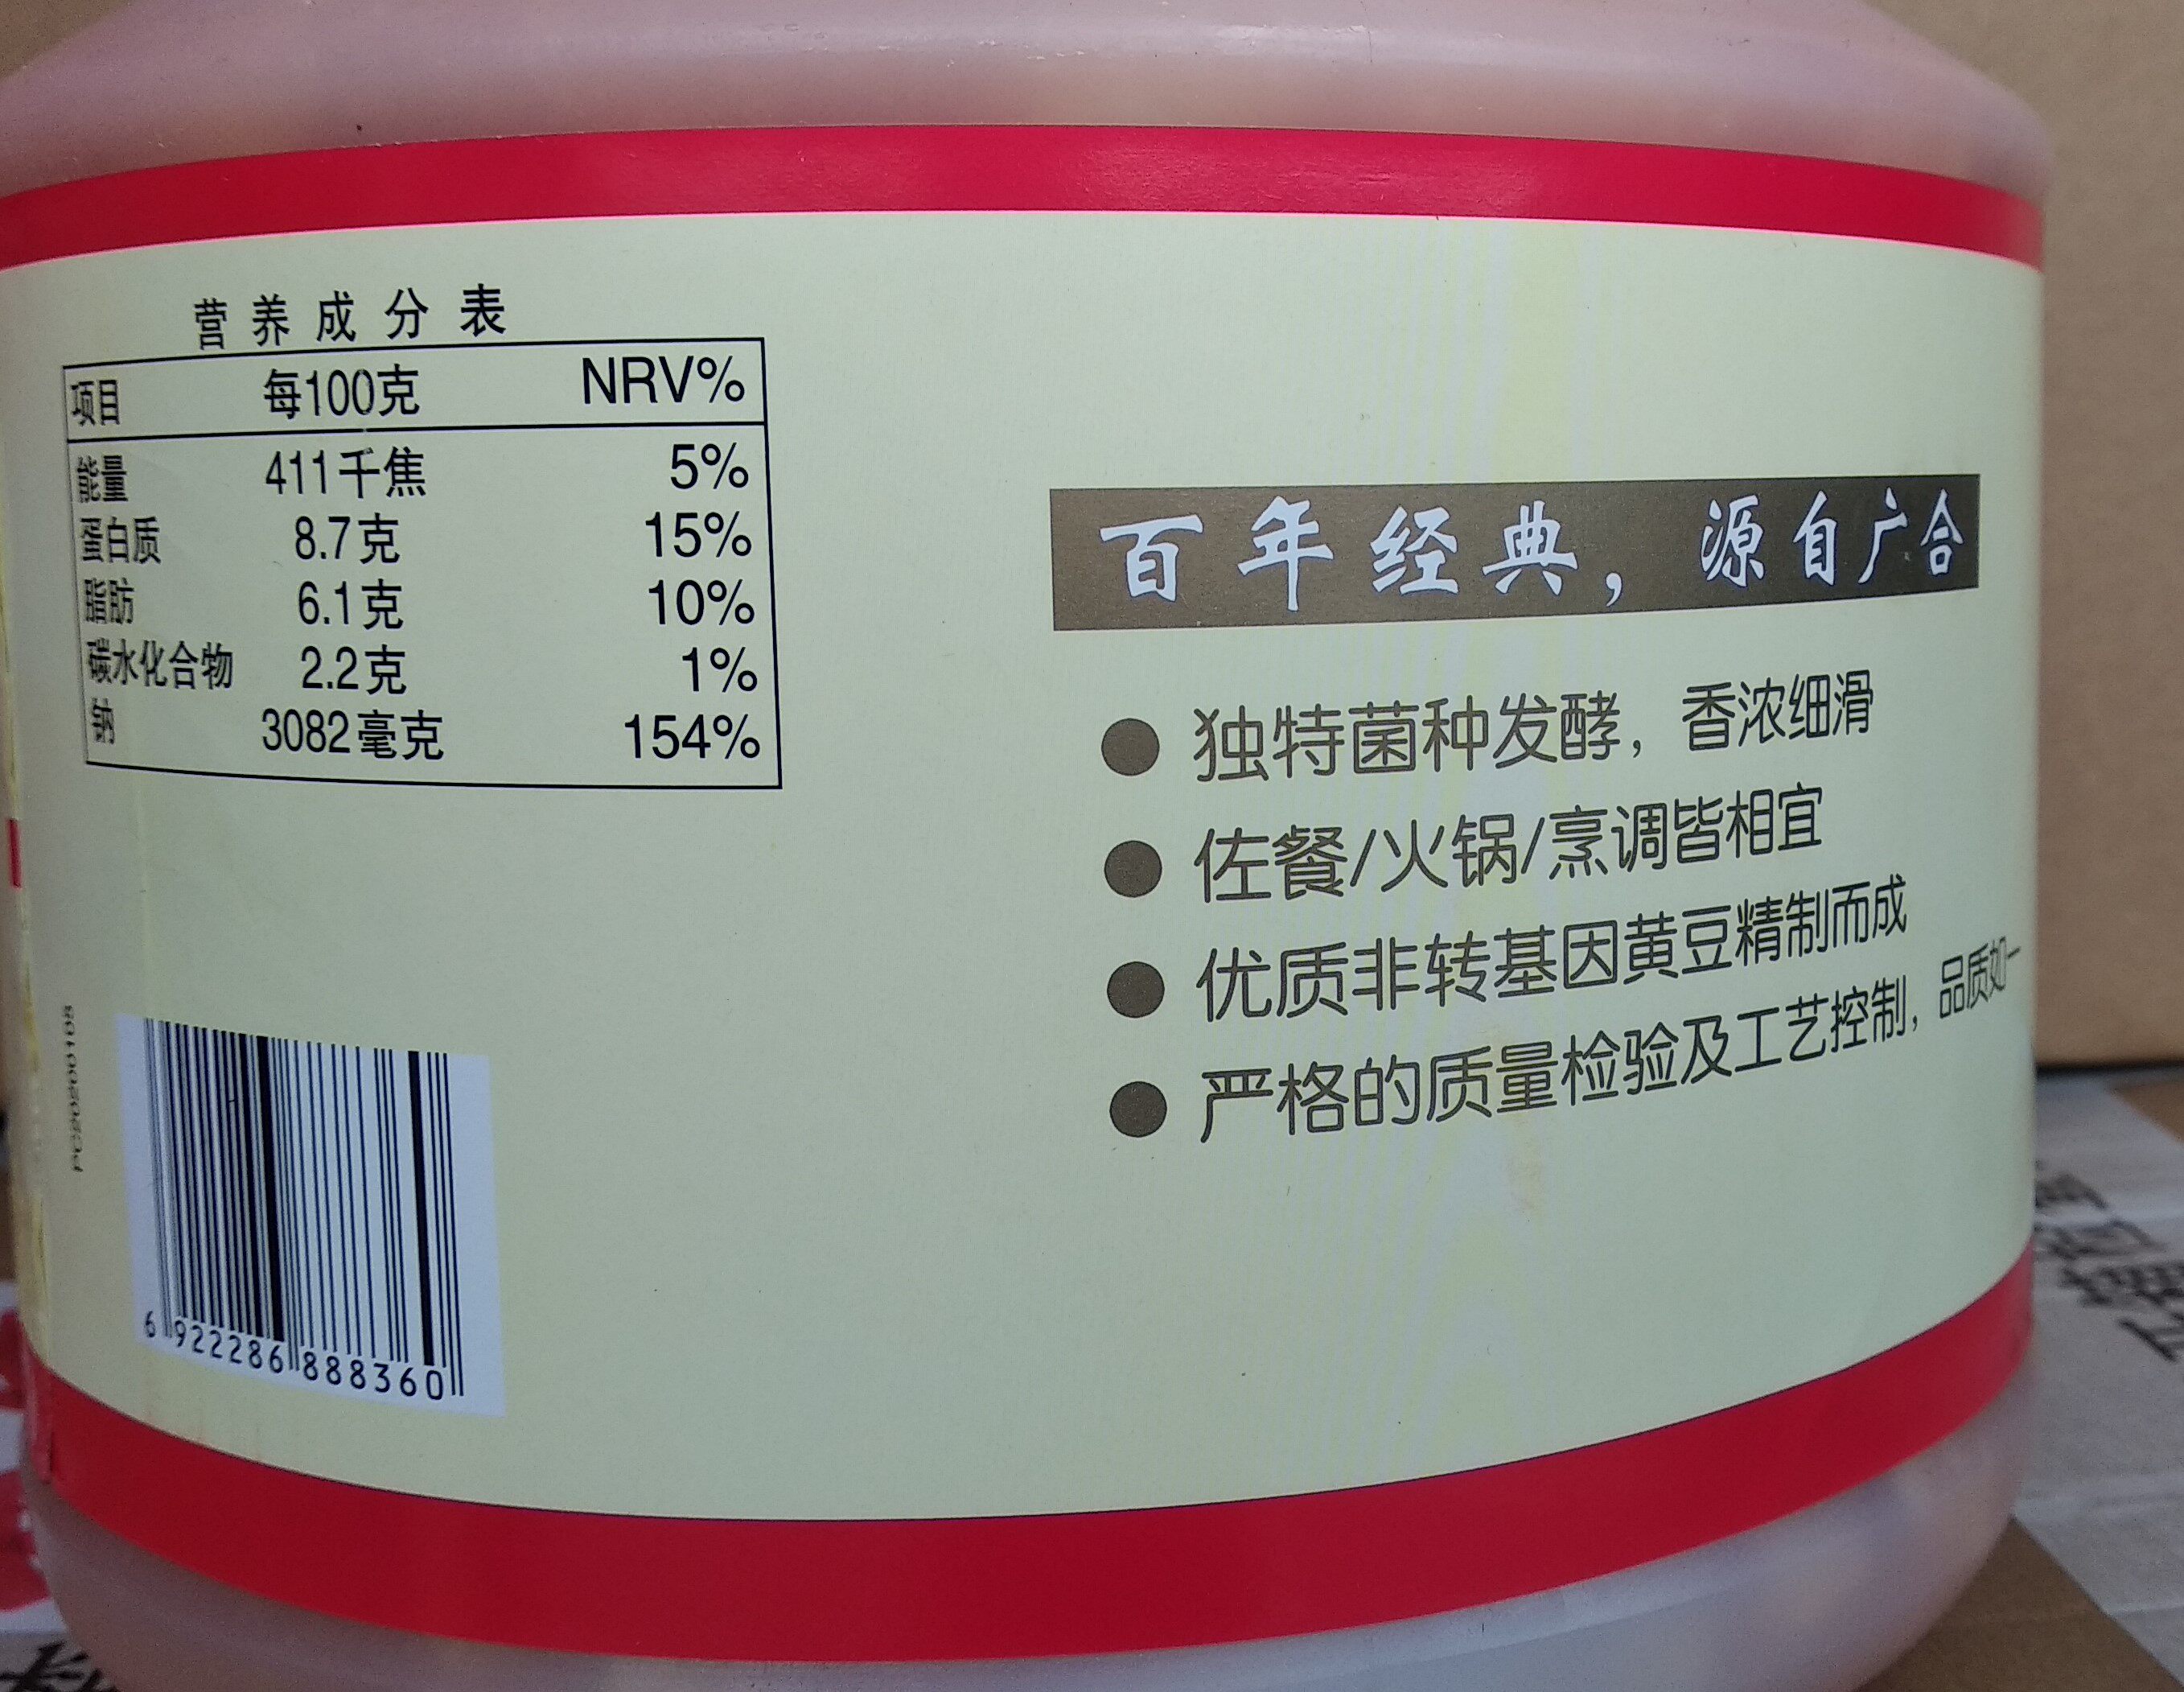 营养成分表
项目 每100克 NRV%
能量 411千焦 5%
蛋白质 8.7克 15%
脂肪 6.1克 10%
碳水化合物 2.2克 1%
钠 3082毫克 154%
百年经典，源自广合
● 独特菌种发酵，香浓细滑
● 佐餐/火锅/烹调皆相宜
● 优质非转基因黄豆精制而成
● 严格的质量检验及工艺控制，品质如一
PC20200108
6 922286 888360